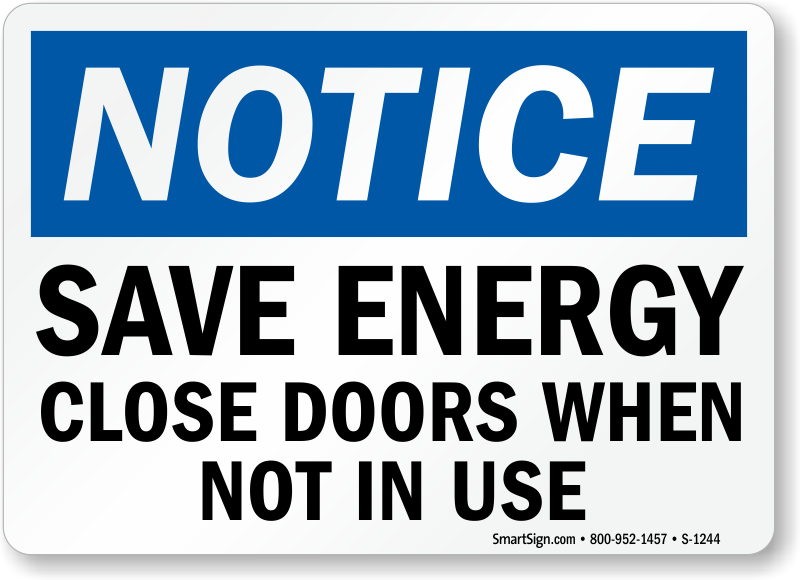 NOTICE
SAVE ENERGY
CLOSE DOORS WHEN
NOT IN USE
SmartSign.com • 800-952-1457 • S-1244